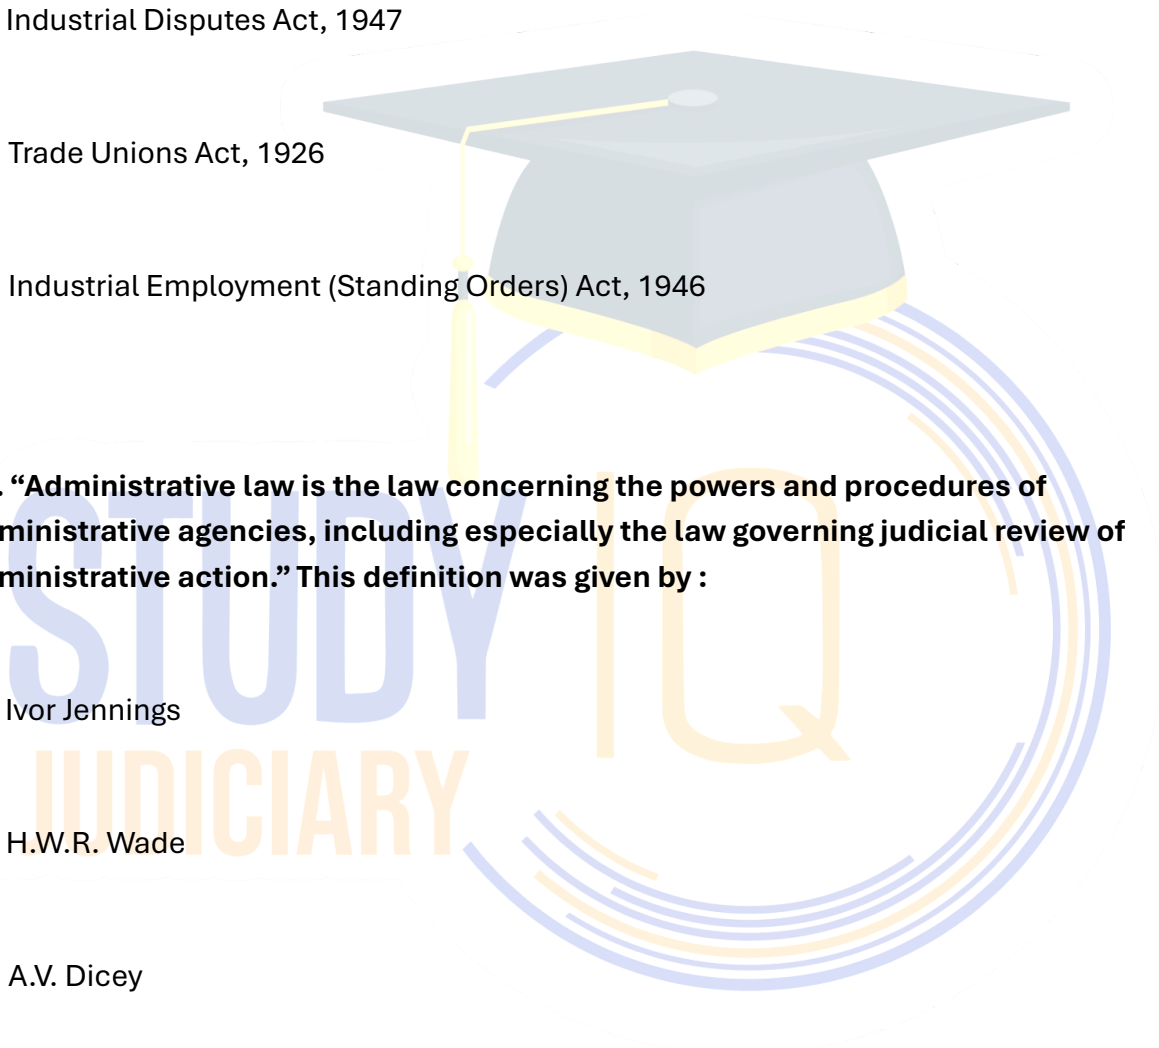 Industrial Disputes Act, 1947
Trade Unions Act, 1926
Industrial Employment (Standing Orders) Act, 1946
. “Administrative law is the law concerning the powers and procedures of
ministrative agencies, including especially the law governing judicial review of
ministrative action.” This definition was given by :
STUDY IQ
JUDICIARY
Ivor Jennings
H.W.R. Wade
A.V. Dicey